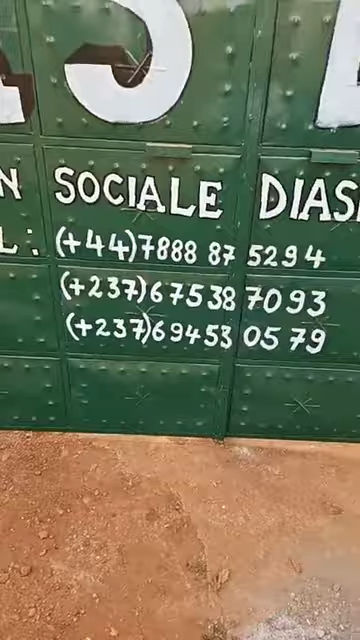 N SOCIALE DIAS
L : (+44)7888 87 5294
(+237)675387093
(+237)694530579